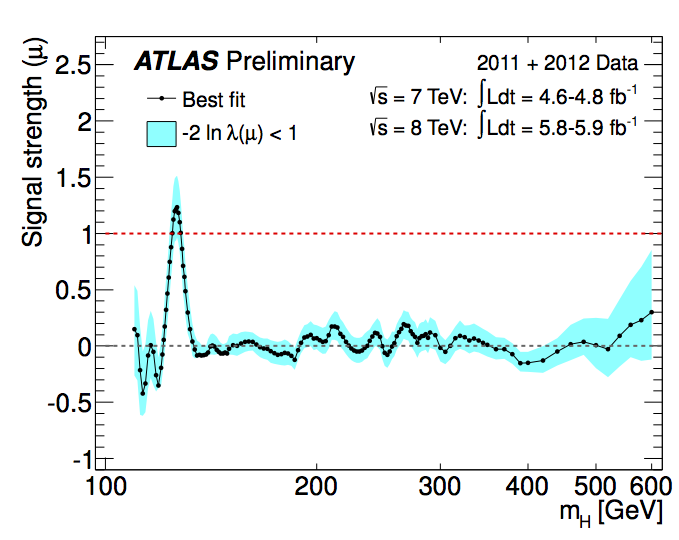 ATLAS Preliminary
2011 + 2012 Data
Best fit
√s = 7 TeV: ∫Ldt = 4.6-4.8 fb⁻¹
-2 ln λ(μ) < 1
√s = 8 TeV: ∫Ldt = 5.8-5.9 fb⁻¹
Signal strength (μ)
2.5
2
1.5
1
0.5
0
-0.5
-1
100 200 300 400 500 600
m_H [GeV]